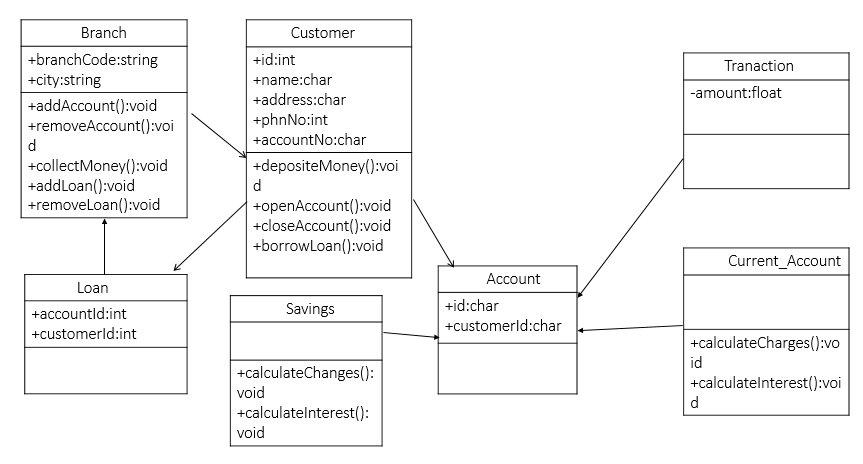 Branch
+branchCode:string
+city:string
+addAccount():void
+removeAccount():voi
d
+collectMoney():void
+addLoan():void
+removeLoan():void
Customer
+id:int
+name:char
+address:char
+phnNo:int
+accountNo:char
+depositeMoney():voi
d
+openAccount():void
+closeAccount():void
+borrowLoan():void
Tranaction
-amount:float
Loan
+accountId:int
+customerId:int
Savings
+calculateChanges():
void
+calculateInterest():
void
Account
+id:char
+customerId:char
Current_Account
+calculateCharges():vo
id
+calculateInterest():voi
d